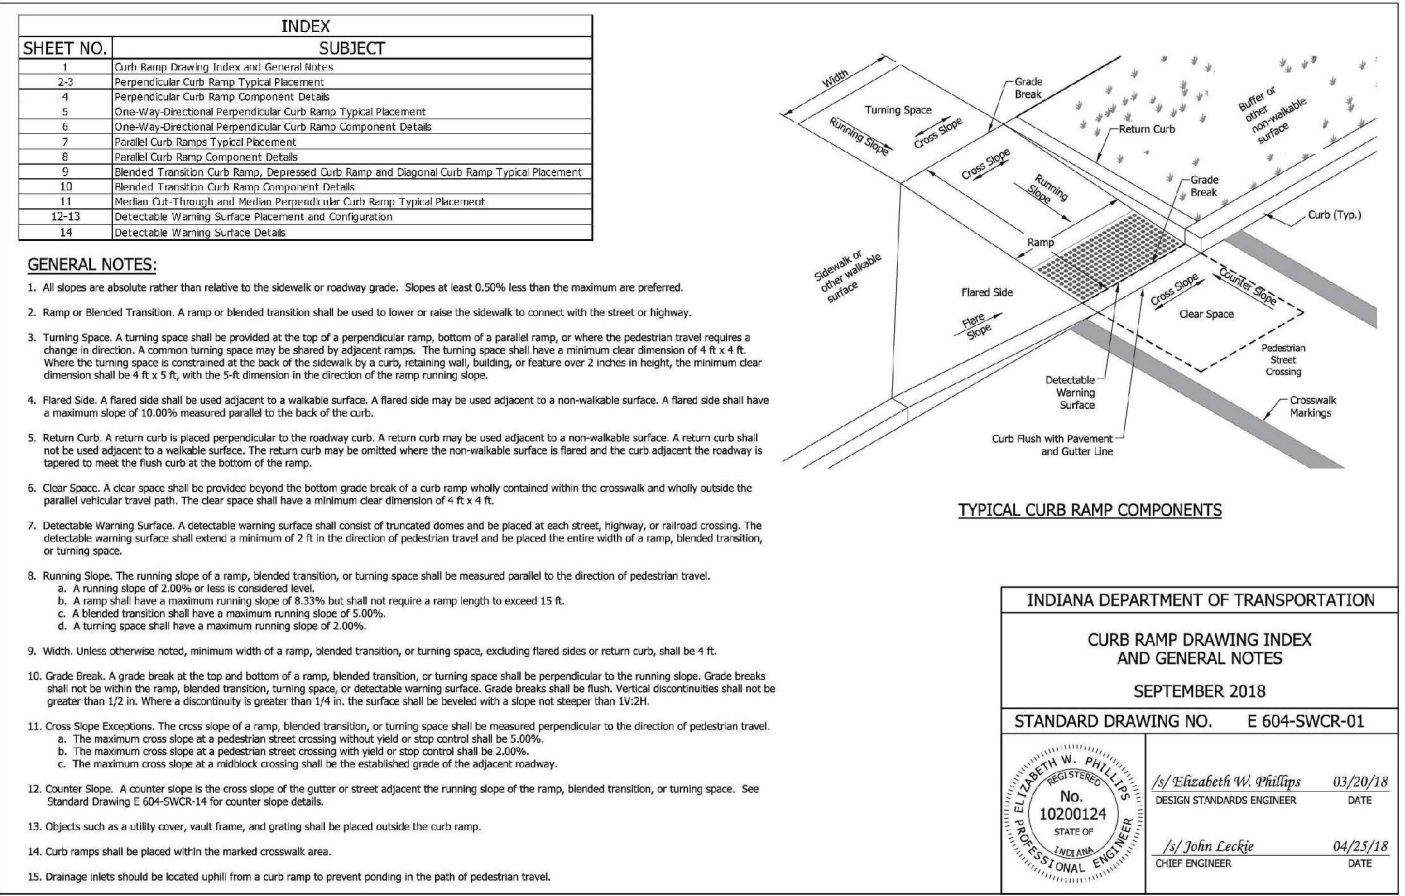 INDEX
SHEET NO. SUBJECT
1 Curb Ramp Drawing Index and General Notes
2-3 Perpendicular Curb Ramp Typical Placement
4 Perpendicular Curb Ramp Component Details
5 One-Way-Directional Perpendicular Curb Ramp Typical Placement
6 One-Way-Directional Perpendicular Curb Ramp Component Details
7 Parallel Curb Ramps Typical Placement
8 Parallel Curb Ramp Component Details
9 Blended Transition Curb Ramp, Depressed Curb Ramp and Diagonal Curb Ramp Typical Placement
10 Blended Transition Curb Ramp Component Details
11 Median Cut-Through and Median Perpendicular Curb Ramp Typical Placement
12-13 Detectable Warning Surface Placement and Configuration
14 Detectable Warning Surface Details
GENERAL NOTES:
1. All slopes are absolute rather than relative to the sidewalk or roadway grade. Slopes at least 0.50% less than the maximum are preferred.
2. Ramp or Blended Transition. A ramp or blended transition shall be used to lower or raise the sidewalk to connect with the street or highway.
3. Turning Space. A turning space shall be provided at the top of a perpendicular ramp, bottom of a parallel ramp, or where the pedestrian travel requires a
change in direction. A common turning space may be shared by adjacent ramps. The turning space shall have a minimum clear dimension of 4 ft x 4 ft.
Where the turning space is constrained at the back of the sidewalk by a curb, retaining wall, building, or feature over 2 inches in height, the minimum clear
dimension shall be 4 ft x 5 ft, with the 5-ft dimension in the direction of the ramp running slope.
4. Flared Side. A flared side shall be used adjacent to a walkable surface. A flared side may be used adjacent to a non-walkable surface. A flared side shall have
a maximum slope of 10.00% measured parallel to the back of the curb.
5. Return Curb. A return curb is placed perpendicular to the roadway curb. A return curb may be used adjacent to a non-walkable surface. A return curb shall
not be used adjacent to a walkable surface. The return curb may be omitted where the non-walkable surface is flared and the curb adjacent the roadway is
tapered to meet the flush curb at the bottom of the ramp.
6. Clear Space. A clear space shall be provided beyond the bottom grade break of a curb ramp wholly contained within the crosswalk and wholly outside the
parallel vehicular travel path. The clear space shall have a minimum clear dimension of 4 ft x 4 ft.
7. Detectable Warning Surface. A detectable warning surface shall consist of truncated domes and be placed at each street, highway, or railroad crossing. The
detectable warning surface shall extend a minimum of 2 ft in the direction of pedestrian travel and be placed the entire width of a ramp, blended transition,
or turning space.
8. Running Slope. The running slope of a ramp, blended transition, or turning space shall be measured parallel to the direction of pedestrian travel.
a. A running slope of 2.00% or less is considered level.
b. A ramp shall have a maximum running slope of 8.33% but shall not require a ramp length to exceed 15 ft.
c. A blended transition shall have a maximum running slope of 5.00%.
d. A turning space shall have a maximum running slope of 2.00%.
9. Width. Unless otherwise noted, minimum width of a ramp, blended transition, or turning space, excluding flared sides or return curb, shall be 4 ft.
10. Grade Break. A grade break at the top and bottom of a ramp, blended transition, or turning space shall be perpendicular to the running slope. Grade breaks
shall not be within the ramp, blended transition, turning space, or detectable warning surface. Grade breaks shall be flush. Vertical discontinuities shall not be
greater than 1/2 in. Where a discontinuity is greater than 1/4 in. the surface shall be beveled with a slope not steeper than 1V:2H.
11. Cross Slope Exceptions. The cross slope of a ramp, blended transition, or turning space shall be measured perpendicular to the direction of pedestrian travel.
a. The maximum cross slope at a pedestrian street crossing without yield or stop control shall be 5.00%.
b. The maximum cross slope at a pedestrian street crossing with yield or stop control shall be 2.00%.
c. The maximum cross slope at a midblock crossing shall be the established grade of the adjacent roadway.
12. Counter Slope. A counter slope is the cross slope of the gutter or street adjacent the running slope of the ramp, blended transition, or turning space. See
Standard Drawing E 604-SWCR-14 for counter slope details.
13. Objects such as a utility cover, vault frame, and grating shall be placed outside the curb ramp.
14. Curb ramps shall be placed within the marked crosswalk area.
15. Drainage inlets should be located uphill from a curb ramp to prevent ponding in the path of pedestrian travel.
Width
Turning Space
Running Slope
Cross Slope
Grade
Break
Return Curb
Buffer or
other
non-walkable
surface
Cross Slope
Running
Slope
Grade
Break
Curb (Typ.)
Ramp
Sidewalk or
other walkable
surface
Flared Side
Flare
Slope
Cross Slope
Counter Slope
Clear Space
Pedestrian
Street
Crossing
Detectable
Warning
Surface
Crosswalk
Markings
Curb Flush with Pavement
and Gutter Line
TYPICAL CURB RAMP COMPONENTS
INDIANA DEPARTMENT OF TRANSPORTATION
CURB RAMP DRAWING INDEX
AND GENERAL NOTES
SEPTEMBER 2018
STANDARD DRAWING NO. E 604-SWCR-01
ELIZABETH W. PHILLIPS
REGISTERED
No.
10200124
STATE OF
INDIANA
PROFESSIONAL ENGINEER
/s/ Elizabeth W. Phillips 03/20/18
DESIGN STANDARDS ENGINEER DATE
/s/ John Leckie 04/25/18
CHIEF ENGINEER DATE